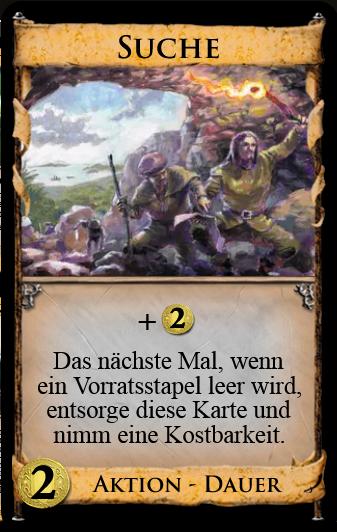 SUCHE
+ 2
Das nächste Mal, wenn
ein Vorratsstapel leer wird,
entsorge diese Karte und
nimm eine Kostbarkeit.
2 AKTION - DAUER